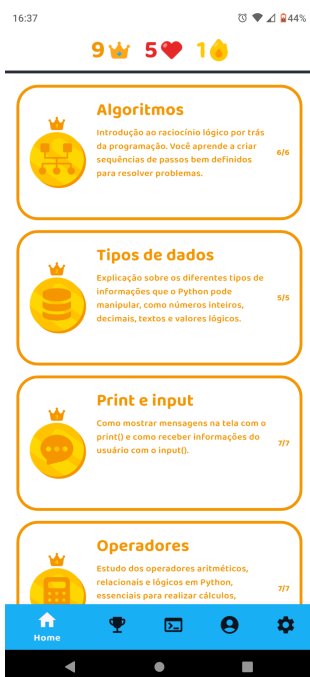 16:37
44%
9 5 1
Algoritmos
Introdução ao raciocínio lógico por trás
da programação. Você aprende a criar
sequências de passos bem definidos
para resolver problemas.
6/6
Tipos de dados
Explicação sobre os diferentes tipos de
informações que o Python pode
manipular, como números inteiros,
decimais, textos e valores lógicos.
5/5
Print e input
Como mostrar mensagens na tela com o
print() e como receber informações do
usuário com o input().
7/7
Operadores
Estudo dos operadores aritméticos,
relacionais e lógicos em Python,
essenciais para realizar cálculos,
7/7
Home